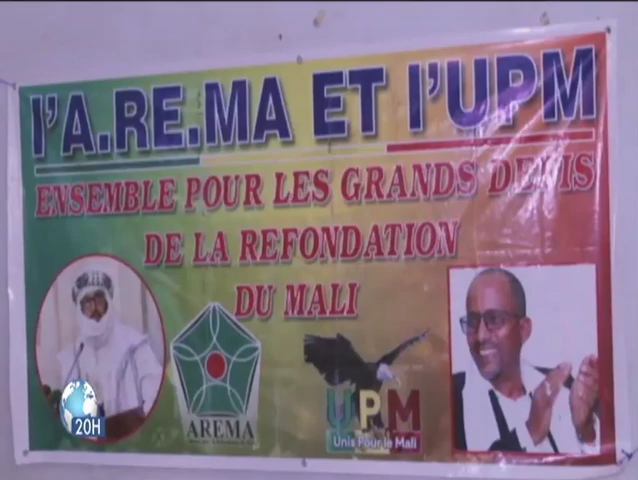 l'A.RE.MA ET l'UPM
ENSEMBLE POUR LES GRANDS DEFIS
DE LA REFONDATION
DU MALI
AREMA
UPM
Unis Pour le Mali
20H